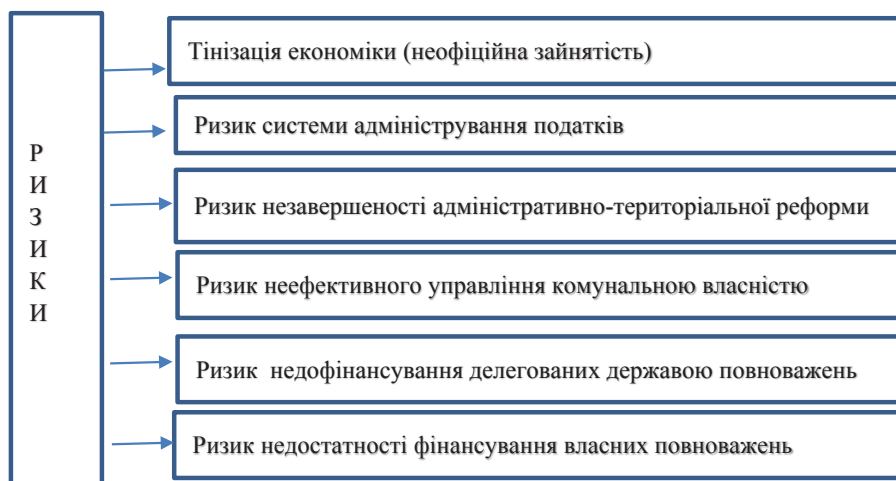 РИЗИКИ
Тінізація економіки (неофіційна зайнятість)
Ризик системи адміністрування податків
Ризик незавершеності адміністративно-територіальної реформи
Ризик неефективного управління комунальною власністю
Ризик недофінансування делегованих державою повноважень
Ризик недостатності фінансування власних повноважень